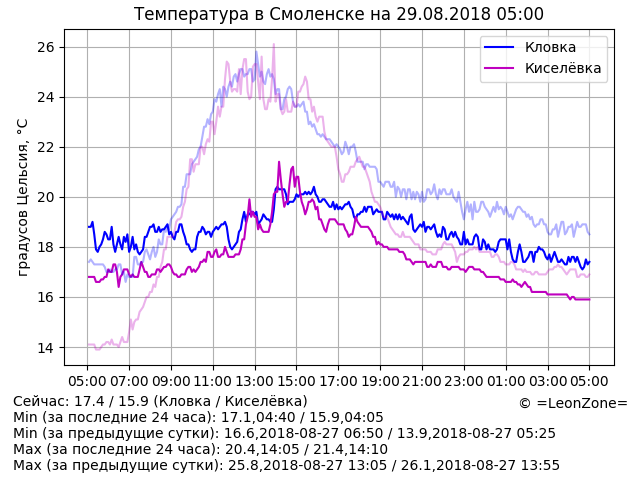 Температура в Смоленске на 29.08.2018 05:00
градусов Цельсия, °C
26
24
22
20
18
16
14
Кловка
Киселёвка
05:00 07:00 09:00 11:00 13:00 15:00 17:00 19:00 21:00 23:00 01:00 03:00 05:00
Сейчас: 17.4 / 15.9 (Кловка / Киселёвка)
© =LeonZone=
Min (за последние 24 часа): 17.1,04:40 / 15.9,04:05
Min (за предыдущие сутки): 16.6,2018-08-27 06:50 / 13.9,2018-08-27 05:25
Max (за последние 24 часа): 20.4,14:05 / 21.4,14:10
Max (за предыдущие сутки): 25.8,2018-08-27 13:05 / 26.1,2018-08-27 13:55